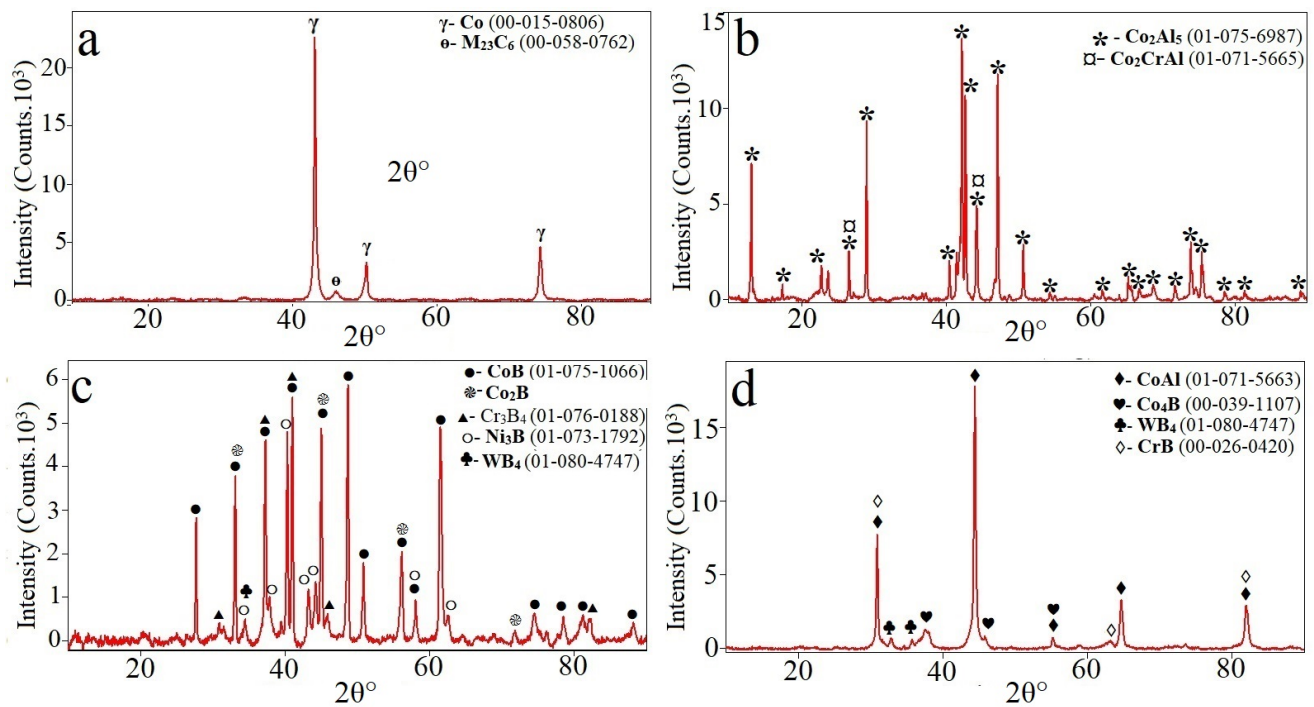 a
γ- Co (00-015-0806)
ɵ- M₂₃C₆ (00-058-0762)
Intensity (Counts.10³)
20
15
10
5
0
γ
ɵ
γ
γ
2θ°
20
40
60
80
2θ°
b
*- Co₂Al₅ (01-075-6987)
¤- Co₂CrAl (01-071-5665)
Intensity (Counts.10³)
15
10
5
0
20
40
60
80
2θ°
c
●- CoB (01-075-1066)
Co₂B
▲- Cr₃B₄ (01-076-0188)
○- Ni₃B (01-073-1792)
♣- WB₄ (01-080-4747)
Intensity (Counts.10³)
6
5
4
3
2
1
0
20
40
60
80
2θ°
d
♦- CoAl (01-071-5663)
♥- Co₄B (00-039-1107)
♣- WB₄ (01-080-4747)
◊- CrB (00-026-0420)
Intensity (Counts.10³)
15
10
5
0
20
40
60
80
2θ°